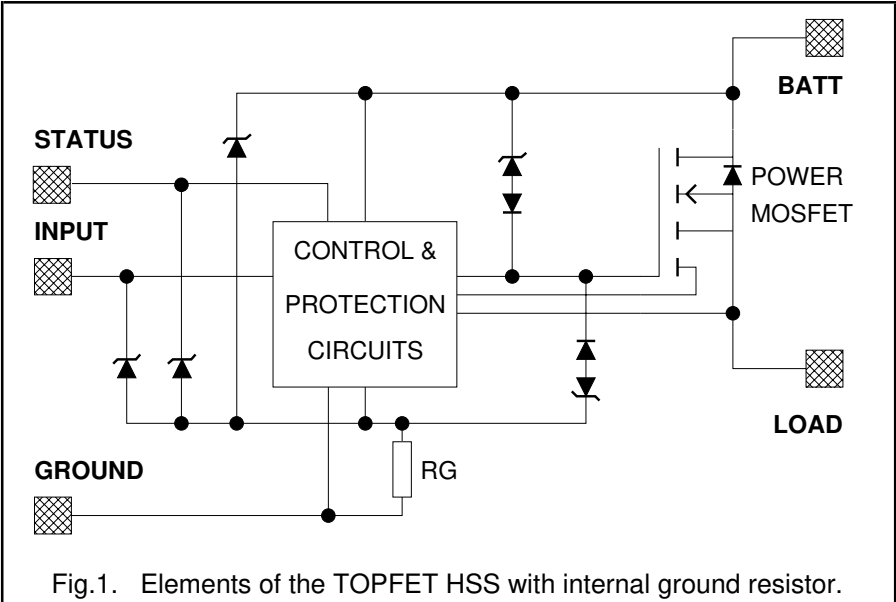 BATT
STATUS
POWER
MOSFET
INPUT
CONTROL &
PROTECTION
CIRCUITS
LOAD
GROUND
RG
Fig.1. Elements of the TOPFET HSS with internal ground resistor.